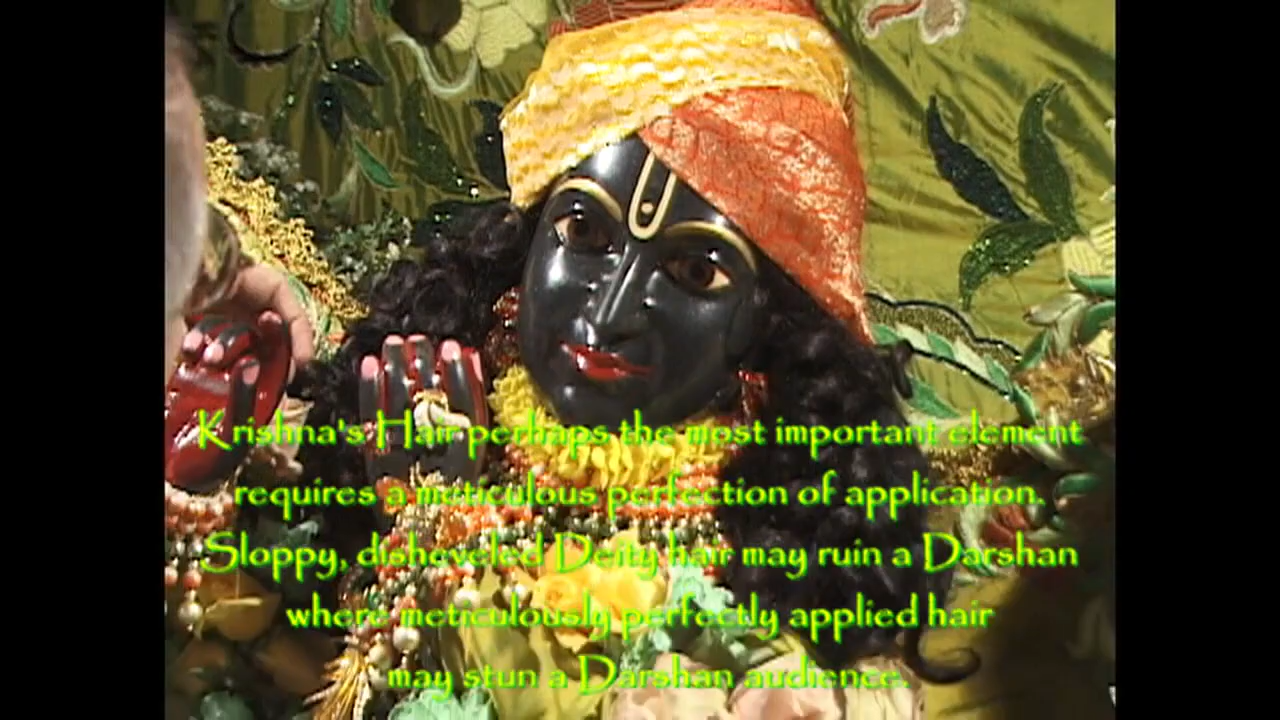 Krishna's Hair perhaps the most important element
requires a meticulous perfection of application.
Sloppy, disheveled Deity hair may ruin a Darshan
where meticulously perfectly applied hair
may stun a Darshan audience.